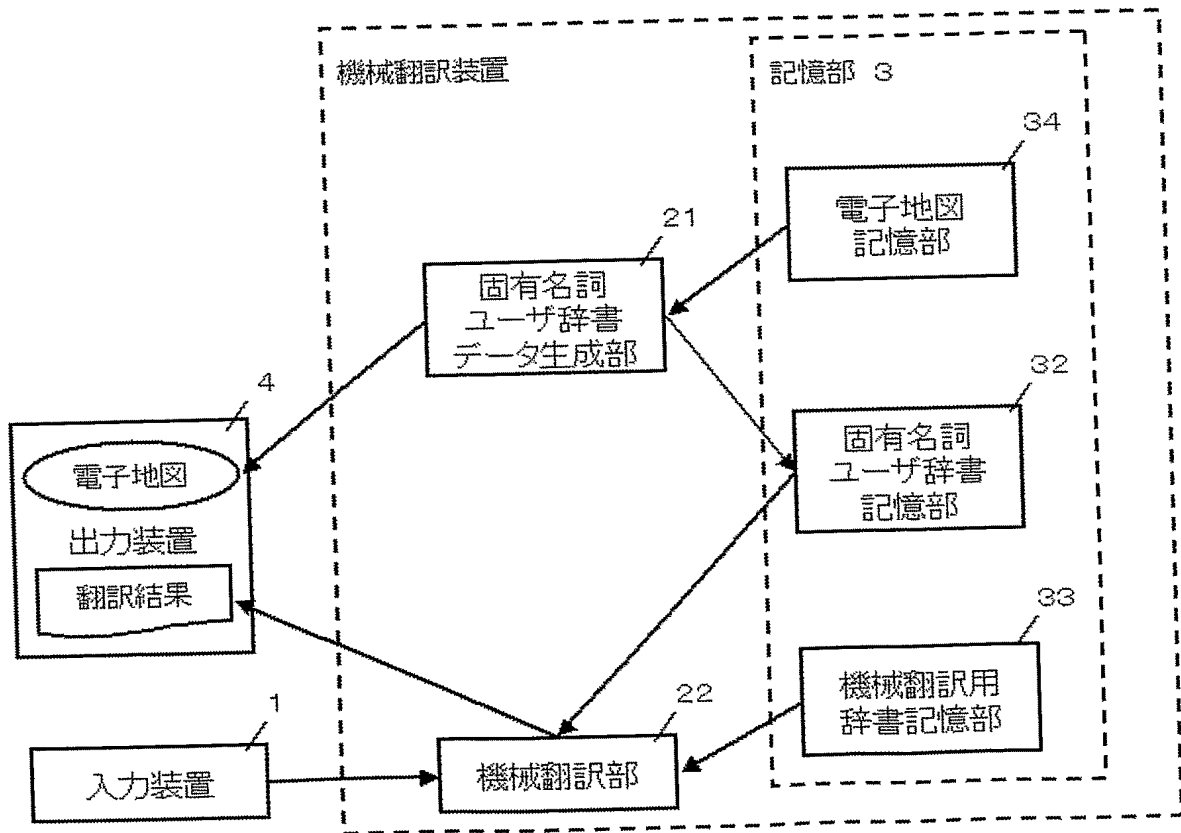 機械翻訳装置
記憶部 3
34
電子地図
記憶部
21
固有名詞
ユーザ辞書
データ生成部
32
固有名詞
ユーザ辞書
記憶部
4
電子地図
出力装置
翻訳結果
33
機械翻訳用
辞書記憶部
22
機械翻訳部
1
入力装置